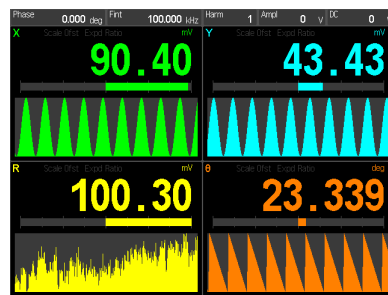 Phase 0.000 deg Fint 100.000 kHz Harm 1 Ampl 0 V DC 0
X Scale Ofst Expd Ratio mV
90.40
Y Scale Ofst Expd Ratio mV
43.43
R Scale Ofst Expd Ratio mV
100.30
θ Scale Ofst Expd Ratio deg
23.339